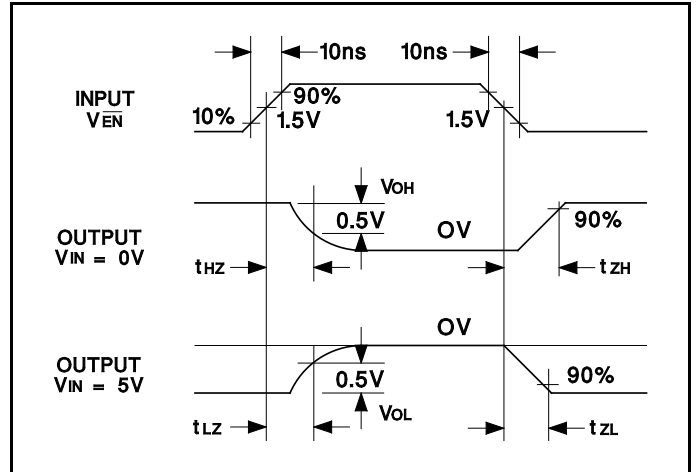 10ns 10ns
INPUT
VEN
10% 90% 1.5V 1.5V
VOH
0.5V
OV
90%
OUTPUT
VIN = 0V
tHZ tZH
OV
OUTPUT
VIN = 5V
0.5V
90%
VOL
tLZ tZL